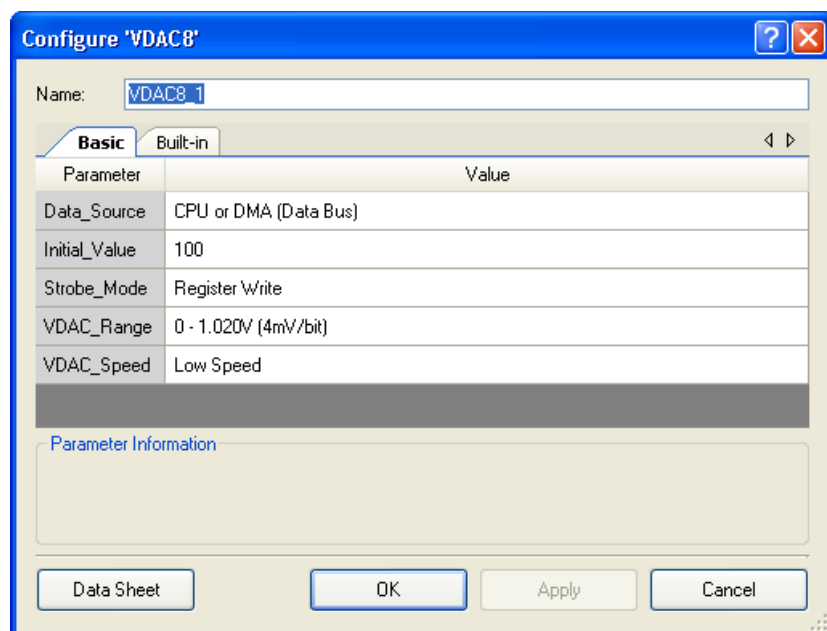 Configure 'VDAC8'
Name: VDAC8_1
Basic Built-in
Parameter Value
Data_Source CPU or DMA (Data Bus)
Initial_Value 100
Strobe_Mode Register Write
VDAC_Range 0 - 1.020V (4mV/bit)
VDAC_Speed Low Speed
Parameter Information
Data Sheet OK Apply Cancel